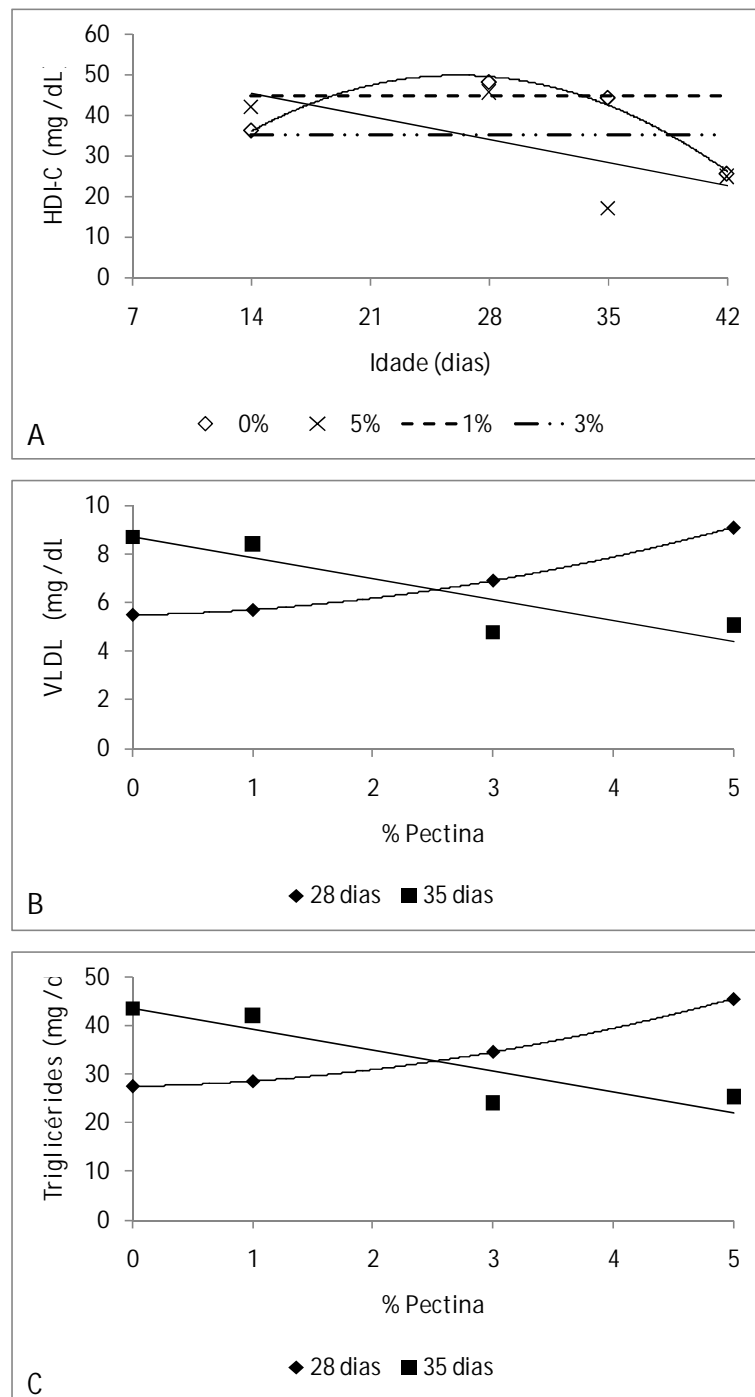 60
50
40
30
20
10
0
HDI-C (mg /dL
7 14 21 28 35 42
Idade (dias)
0% 5% 1% 3%
A
10
8
6
4
2
0
VLDL (mg /dL
0 1 2 3 4 5
% Pectina
28 dias 35 dias
B
50
40
30
20
10
0
Triglicérides (mg /d
0 1 2 3 4 5
% Pectina
28 dias 35 dias
C